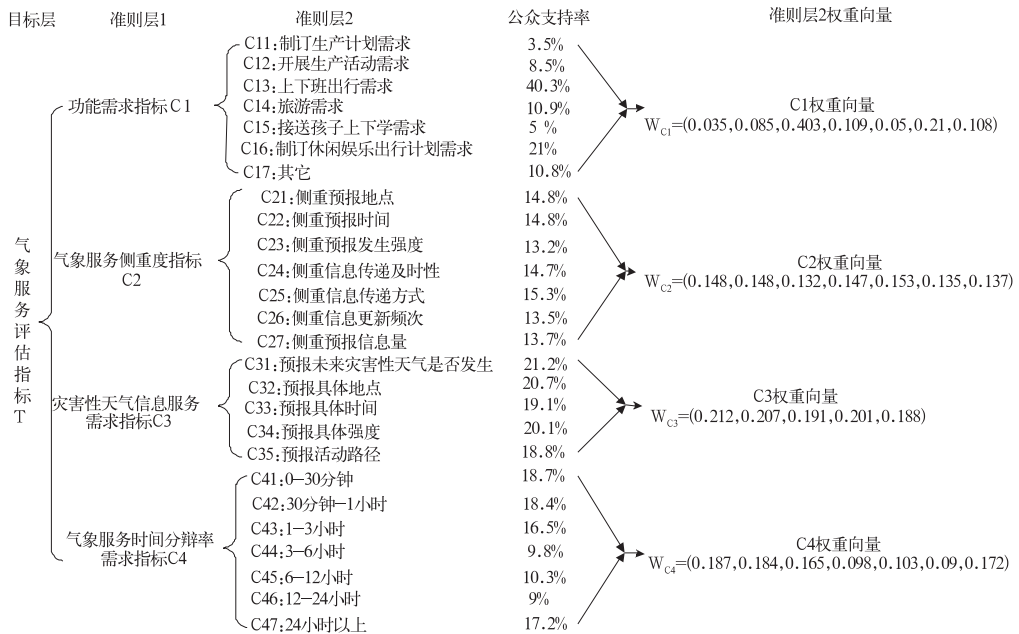 目标层 准则层1 准则层2 公众支持率 准则层2权重向量
气象服务评估指标T
功能需求指标C1
C11:制订生产计划需求 3.5%
C12:开展生产活动需求 8.5%
C13:上下班出行需求 40.3%
C14:旅游需求 10.9%
C15:接送孩子上下学需求 5 %
C16:制订休闲娱乐出行计划需求 21%
C17:其它 10.8%
C1权重向量
WC1=(0.035,0.085,0.403,0.109,0.05,0.21,0.108)
气象服务侧重度指标
C2
C21:侧重预报地点 14.8%
C22:侧重预报时间 14.8%
C23:侧重预报发生强度 13.2%
C24:侧重信息传递及时性 14.7%
C25:侧重信息传递方式 15.3%
C26:侧重信息更新频次 13.5%
C27:侧重预报信息量 13.7%
C2权重向量
WC2=(0.148,0.148,0.132,0.147,0.153,0.135,0.137)
灾害性天气信息服务
需求指标C3
C31:预报未来灾害性天气是否发生 21.2%
C32:预报具体地点 20.7%
C33:预报具体时间 19.1%
C34:预报具体强度 20.1%
C35:预报活动路径 18.8%
C3权重向量
WC3=(0.212,0.207,0.191,0.201,0.188)
气象服务时间分辩率
需求指标C4
C41:0—30分钟 18.7%
C42:30分钟—1小时 18.4%
C43:1—3小时 16.5%
C44:3—6小时 9.8%
C45:6—12小时 10.3%
C46:12—24小时 9%
C47:24小时以上 17.2%
C4权重向量
WC4=(0.187,0.184,0.165,0.098,0.103,0.09,0.172)